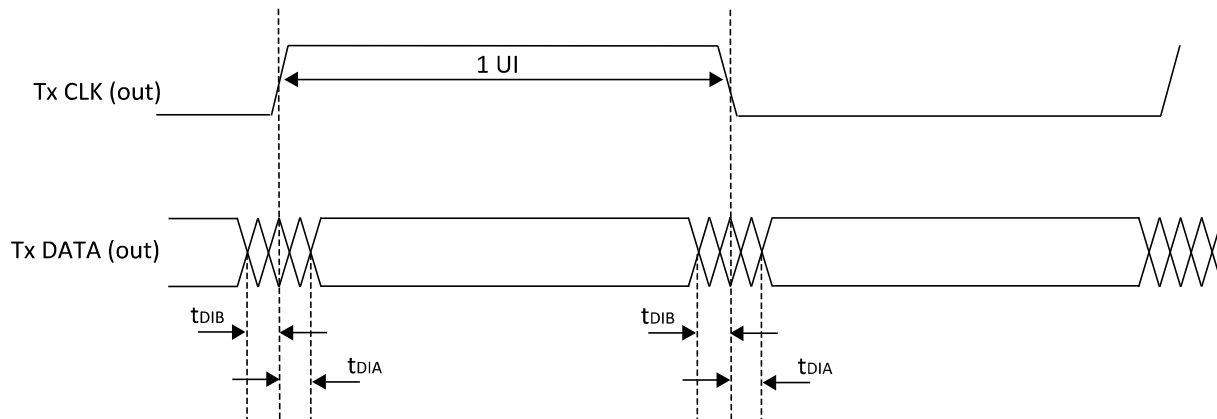 1 UI
Tx CLK (out)
Tx DATA (out)
tDIB
tDIB
tDIA
tDIA